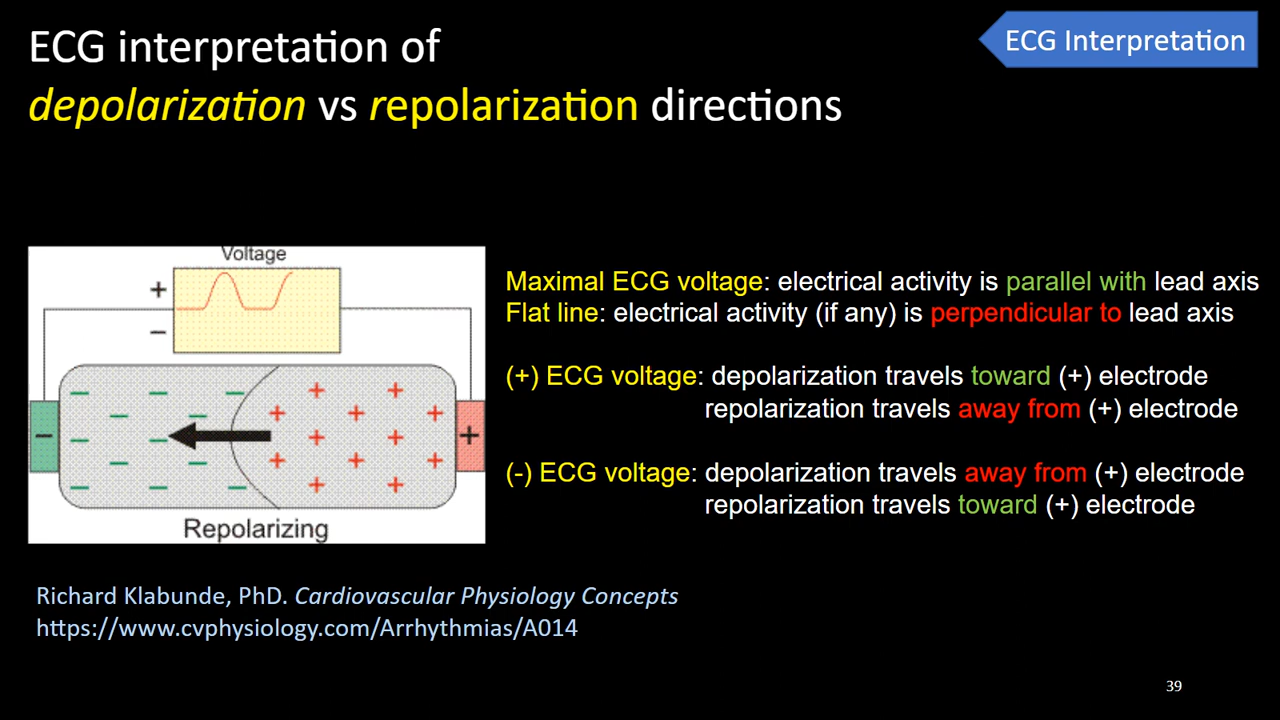 ECG interpretation of
depolarization vs repolarization directions
ECG Interpretation
Voltage
+
−
−
+
Repolarizing
Maximal ECG voltage: electrical activity is parallel with lead axis
Flat line: electrical activity (if any) is perpendicular to lead axis
(+) ECG voltage: depolarization travels toward (+) electrode
repolarization travels away from (+) electrode
(-) ECG voltage: depolarization travels away from (+) electrode
repolarization travels toward (+) electrode
Richard Klabunde, PhD. Cardiovascular Physiology Concepts
https://www.cvphysiology.com/Arrhythmias/A014
39